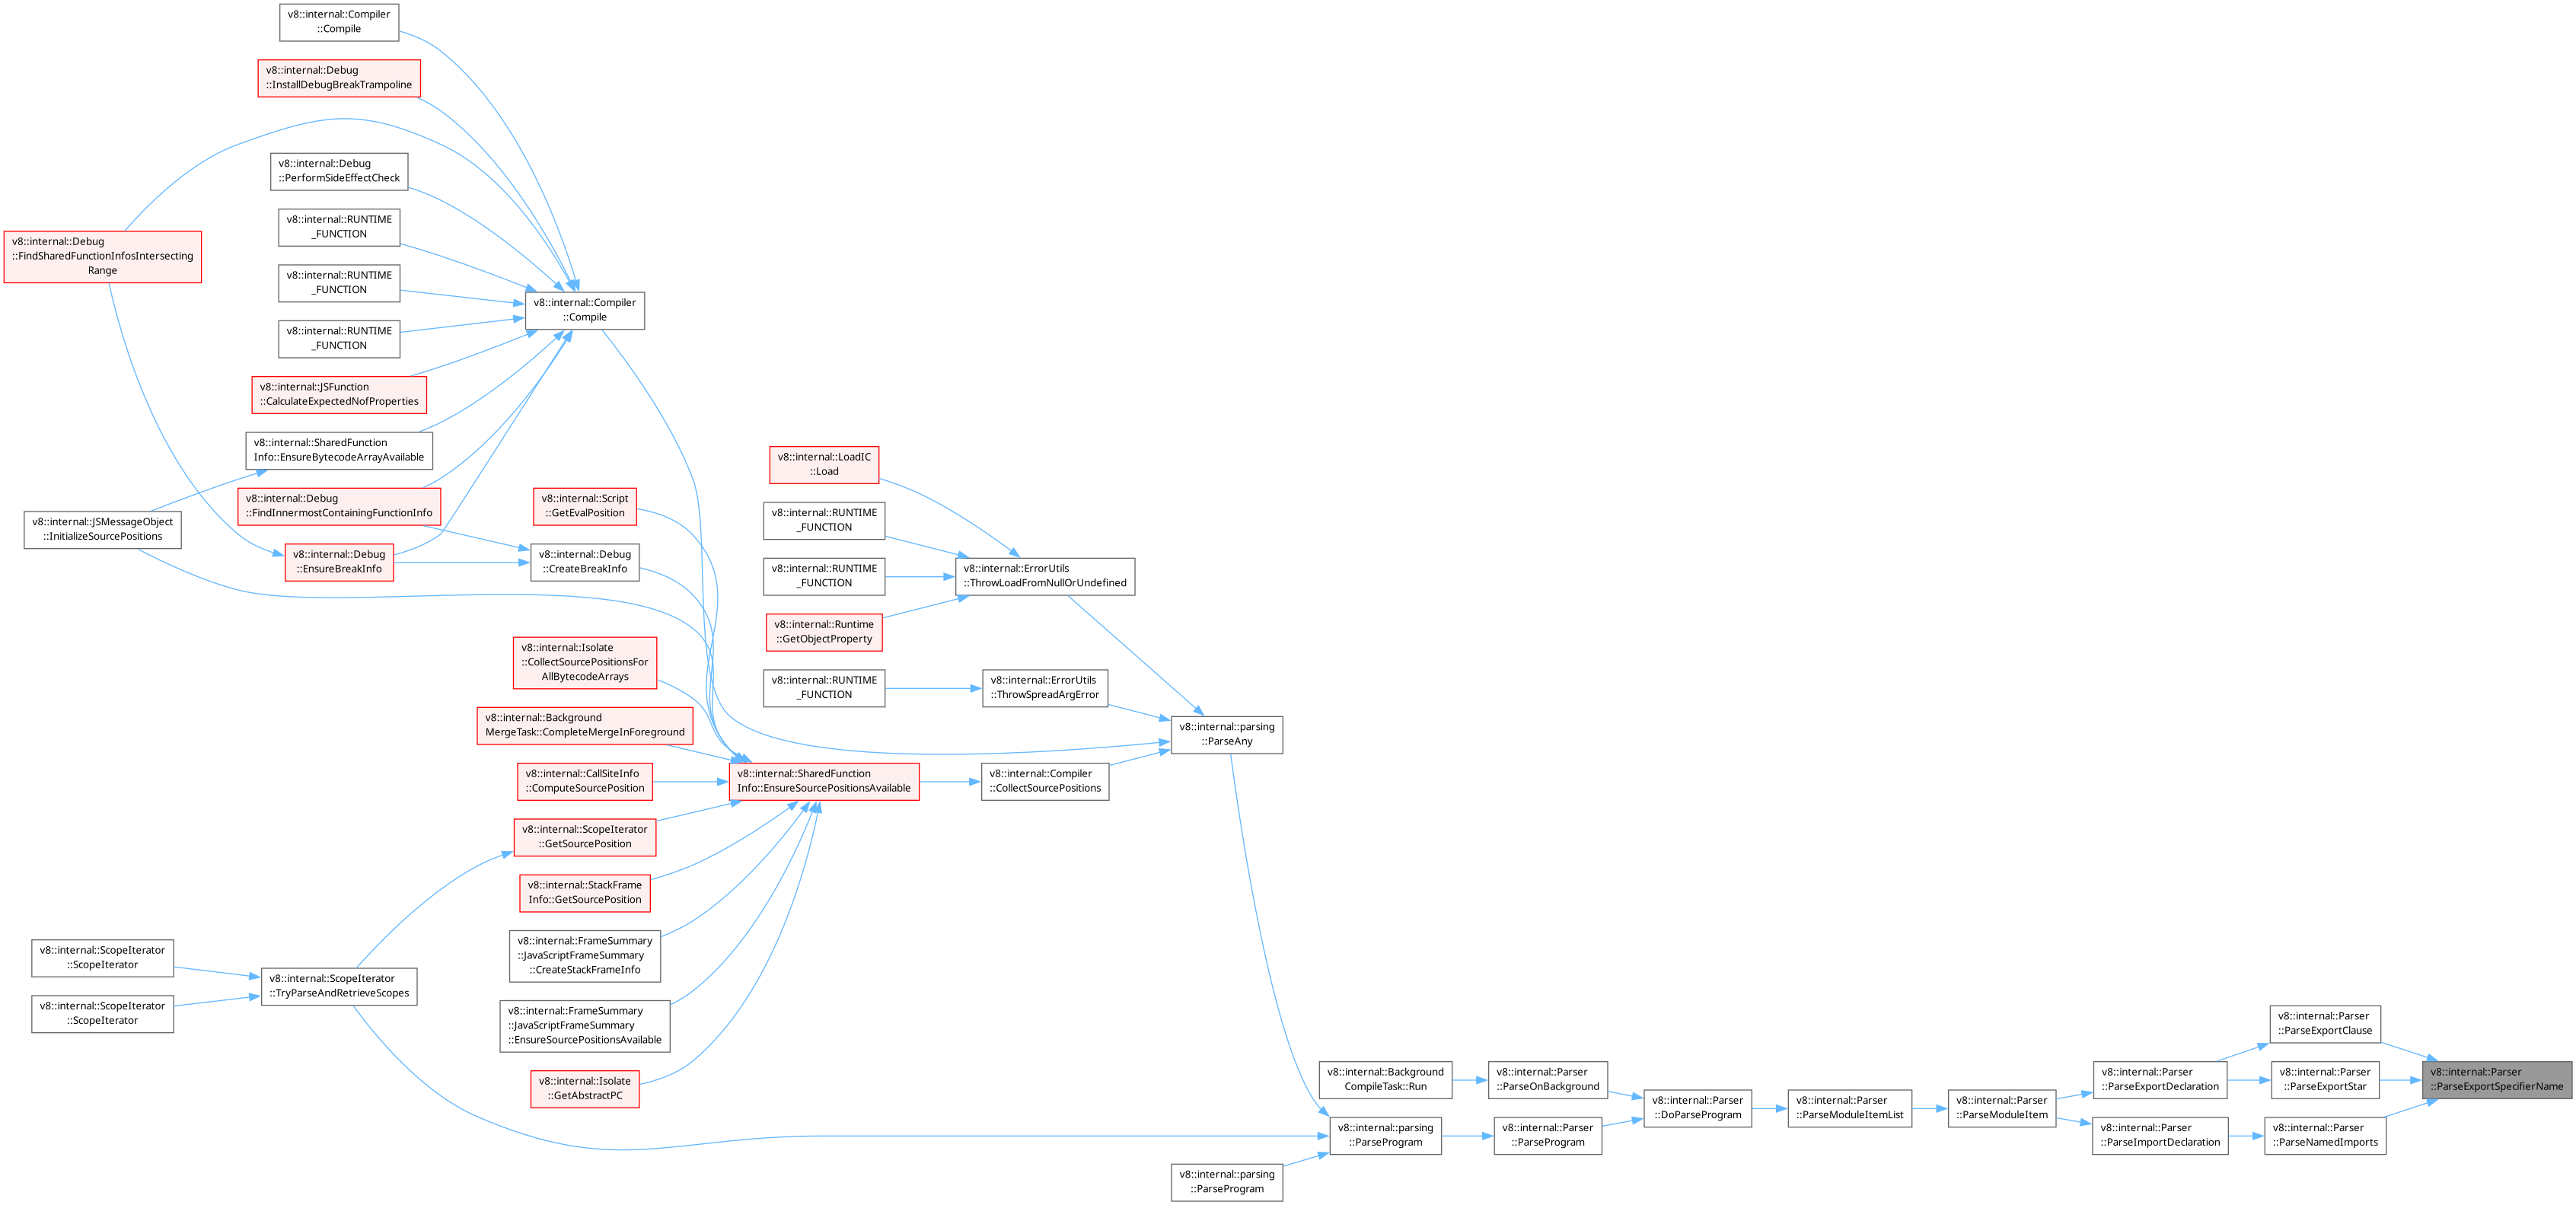 v8::internal::Compiler
::Compile
v8::internal::Debug
::InstallDebugBreakTrampoline
v8::internal::Debug
::PerformSideEffectCheck
v8::internal::RUNTIME
_FUNCTION
v8::internal::Debug
::FindSharedFunctionInfosIntersecting
Range
v8::internal::RUNTIME
_FUNCTION
v8::internal::Compiler
::Compile
v8::internal::RUNTIME
_FUNCTION
v8::internal::JSFunction
::CalculateExpectedNofProperties
v8::internal::SharedFunction
Info::EnsureBytecodeArrayAvailable
v8::internal::LoadIC
::Load
v8::internal::Debug
::FindInnermostContainingFunctionInfo
v8::internal::Script
::GetEvalPosition
v8::internal::RUNTIME
_FUNCTION
v8::internal::JSMessageObject
::InitializeSourcePositions
v8::internal::Debug
::EnsureBreakInfo
v8::internal::Debug
::CreateBreakInfo
v8::internal::RUNTIME
_FUNCTION
v8::internal::ErrorUtils
::ThrowLoadFromNullOrUndefined
v8::internal::Runtime
::GetObjectProperty
v8::internal::Isolate
::CollectSourcePositionsFor
AllBytecodeArrays
v8::internal::RUNTIME
_FUNCTION
v8::internal::ErrorUtils
::ThrowSpreadArgError
v8::internal::Background
MergeTask::CompleteMergeInForeground
v8::internal::parsing
::ParseAny
v8::internal::CallSiteInfo
::ComputeSourcePosition
v8::internal::SharedFunction
Info::EnsureSourcePositionsAvailable
v8::internal::Compiler
::CollectSourcePositions
v8::internal::ScopeIterator
::GetSourcePosition
v8::internal::StackFrame
Info::GetSourcePosition
v8::internal::FrameSummary
::JavaScriptFrameSummary
::CreateStackFrameInfo
v8::internal::ScopeIterator
::ScopeIterator
v8::internal::ScopeIterator
::TryParseAndRetrieveScopes
v8::internal::ScopeIterator
::ScopeIterator
v8::internal::FrameSummary
::JavaScriptFrameSummary
::EnsureSourcePositionsAvailable
v8::internal::Isolate
::GetAbstractPC
v8::internal::Background
CompileTask::Run
v8::internal::Parser
::ParseOnBackground
v8::internal::parsing
::ParseProgram
v8::internal::Parser
::ParseProgram
v8::internal::parsing
::ParseProgram
v8::internal::Parser
::DoParseProgram
v8::internal::Parser
::ParseModuleItemList
v8::internal::Parser
::ParseModuleItem
v8::internal::Parser
::ParseExportDeclaration
v8::internal::Parser
::ParseImportDeclaration
v8::internal::Parser
::ParseExportClause
v8::internal::Parser
::ParseExportStar
v8::internal::Parser
::ParseNamedImports
v8::internal::Parser
::ParseExportSpecifierName